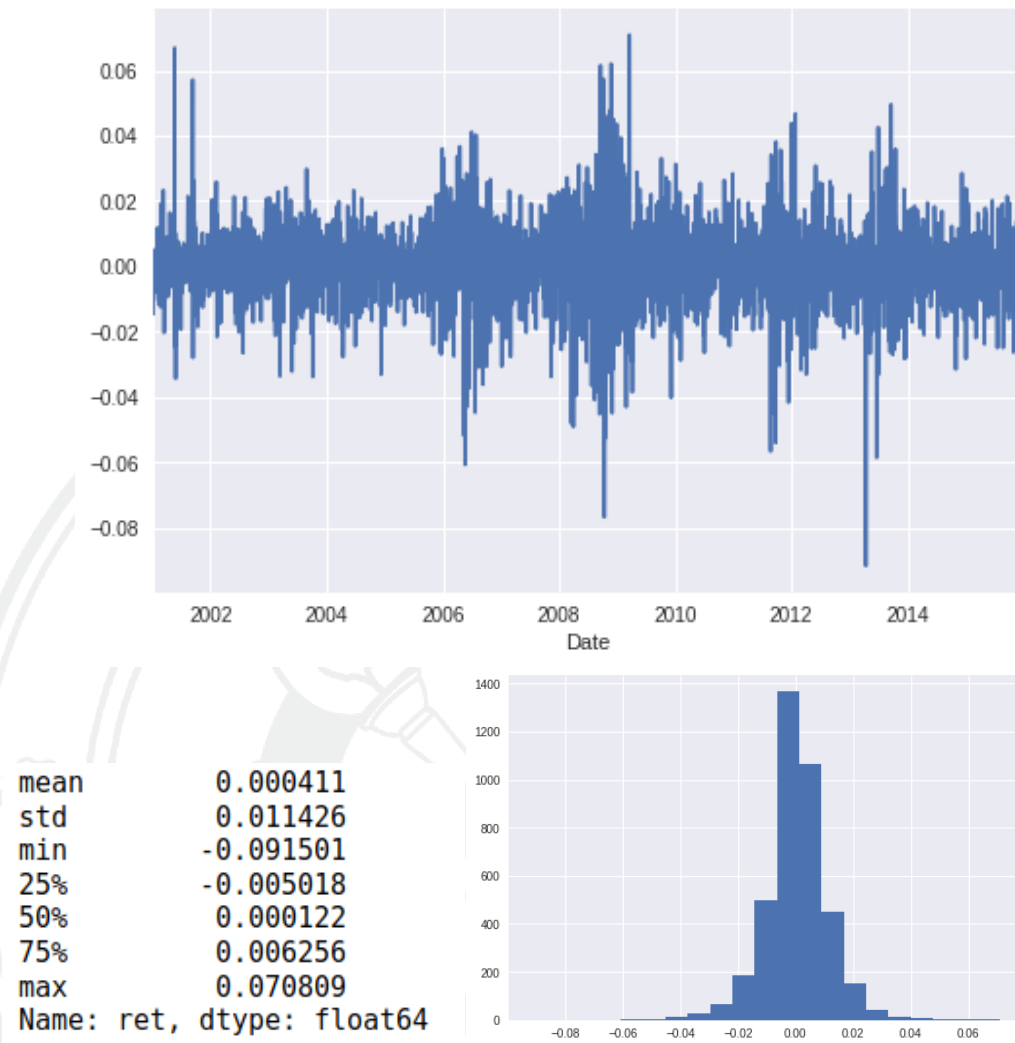 0.06
0.04
0.02
0.00
−0.02
−0.04
−0.06
−0.08
2002 2004 2006 2008 2010 2012 2014
Date
mean 0.000411
std 0.011426
min -0.091501
25% -0.005018
50% 0.000122
75% 0.006256
max 0.070809
Name: ret, dtype: float64
1400
1200
1000
800
600
400
200
0
−0.08 −0.06 −0.04 −0.02 0.00 0.02 0.04 0.06